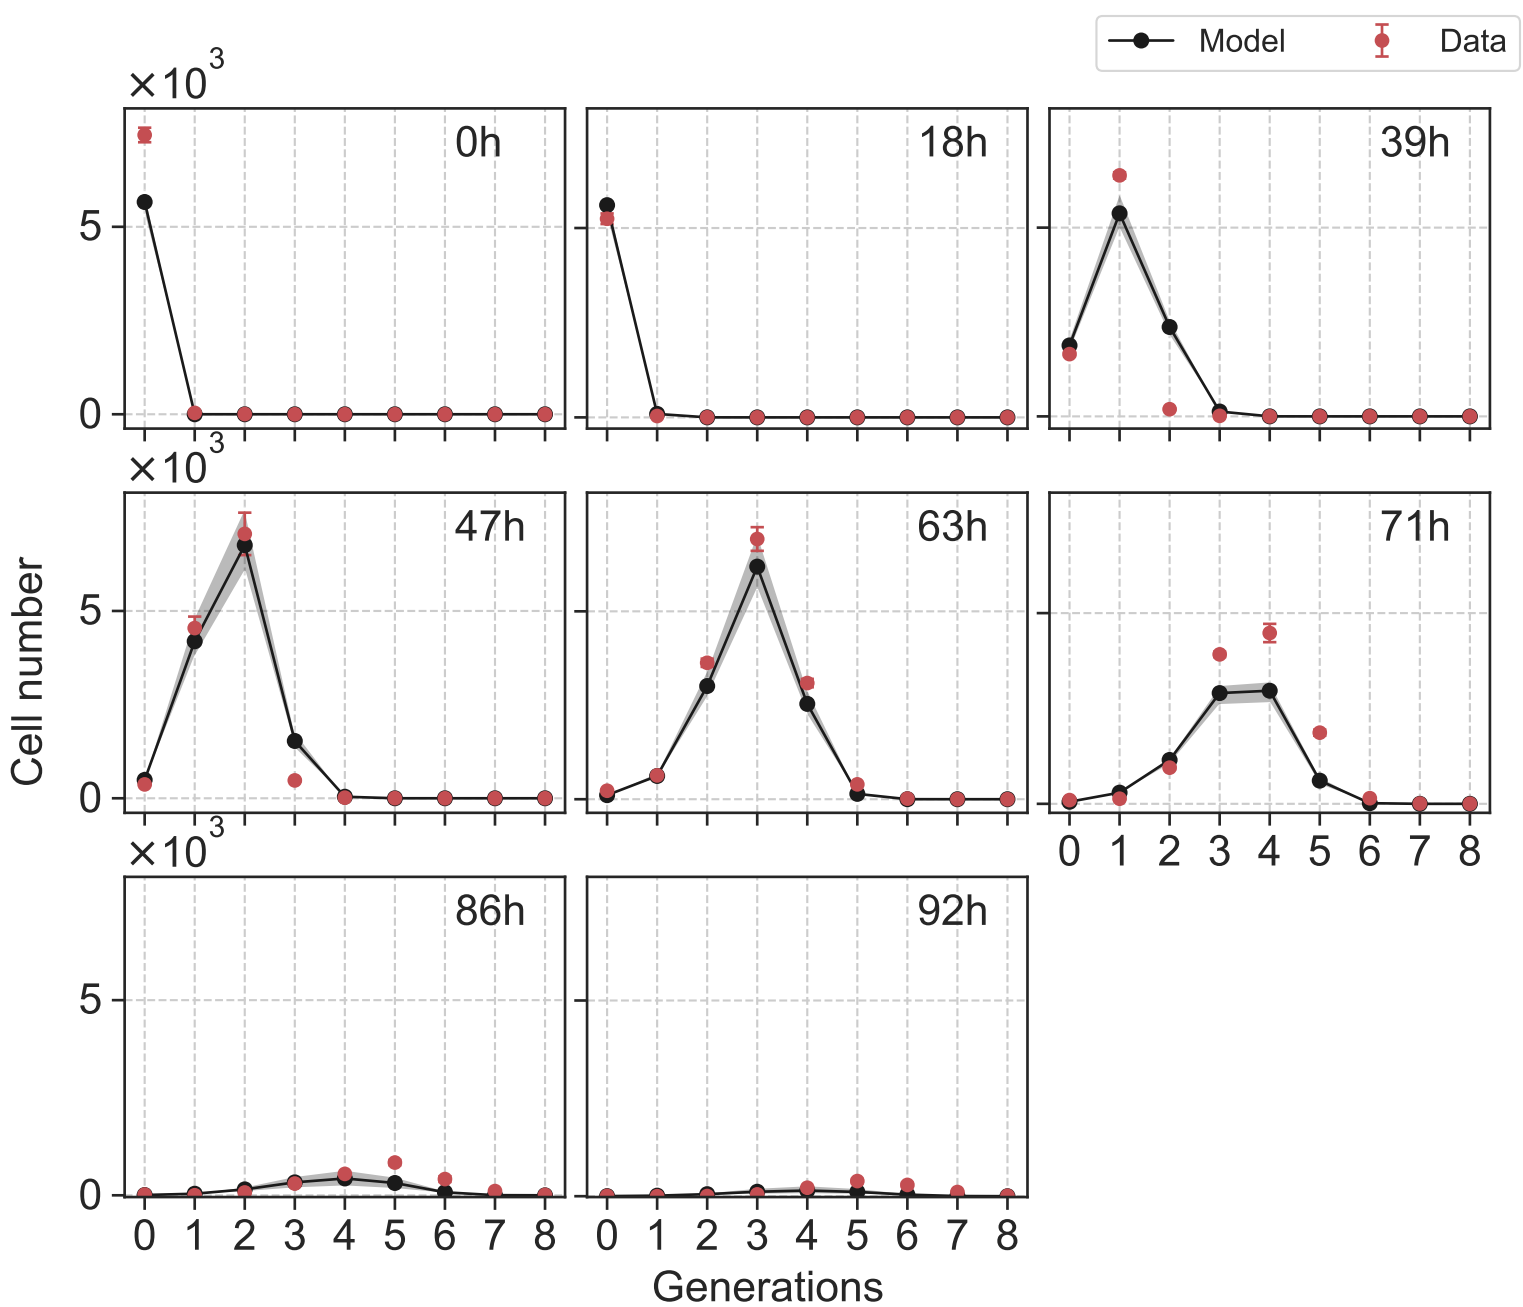 Model Data
×10³
0h 18h 39h
5
0
×10³
47h 63h 71h
5
0
0 1 2 3 4 5 6 7 8
×10³
86h 92h
5
0
0 1 2 3 4 5 6 7 8 0 1 2 3 4 5 6 7 8
Cell number
Generations